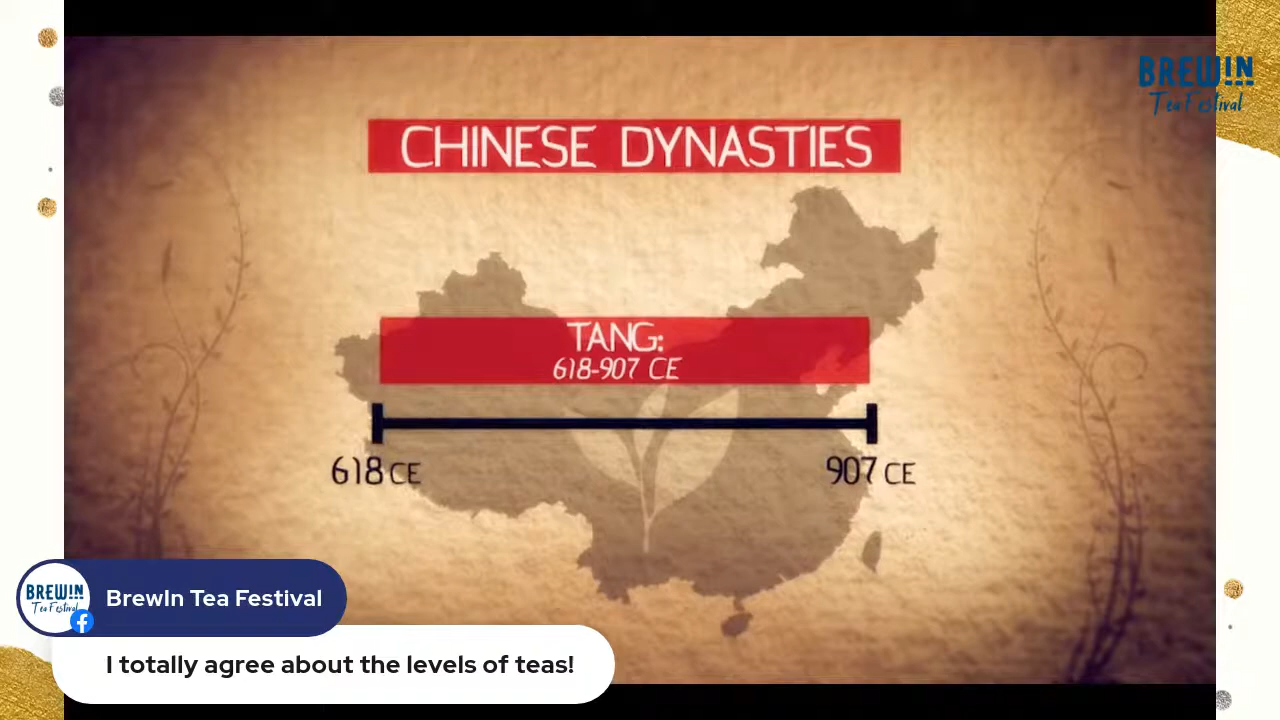 BREWIN
Tea Festival
CHINESE DYNASTIES
TANG:
618-907 CE
618 CE
907 CE
BREWIN
Tea Festival
BrewIn Tea Festival
I totally agree about the levels of teas!